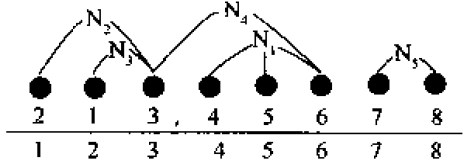 N₂ N₄
N₃ N₁ N₅
2 1 3 4 5 6 7 8
1 2 3 4 5 6 7 8